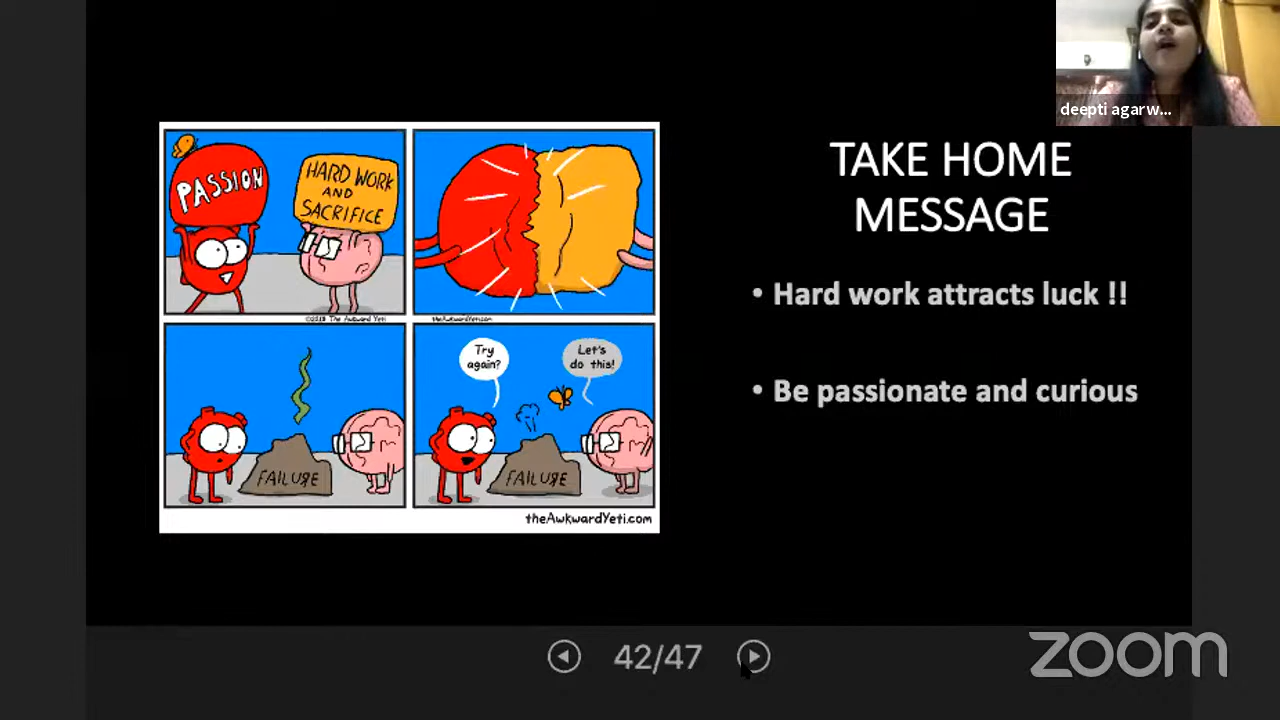 deepti agarw...
PASSION
HARD WORK
AND
SACRIFICE
©2018 The Awkward Yeti
theAwkwardYeti.com
FAILURE
Try
again?
Let's
do this!
FAILURE
theAwkwardYeti.com
TAKE HOME
MESSAGE
• Hard work attracts luck !!
• Be passionate and curious
42/47
zoom